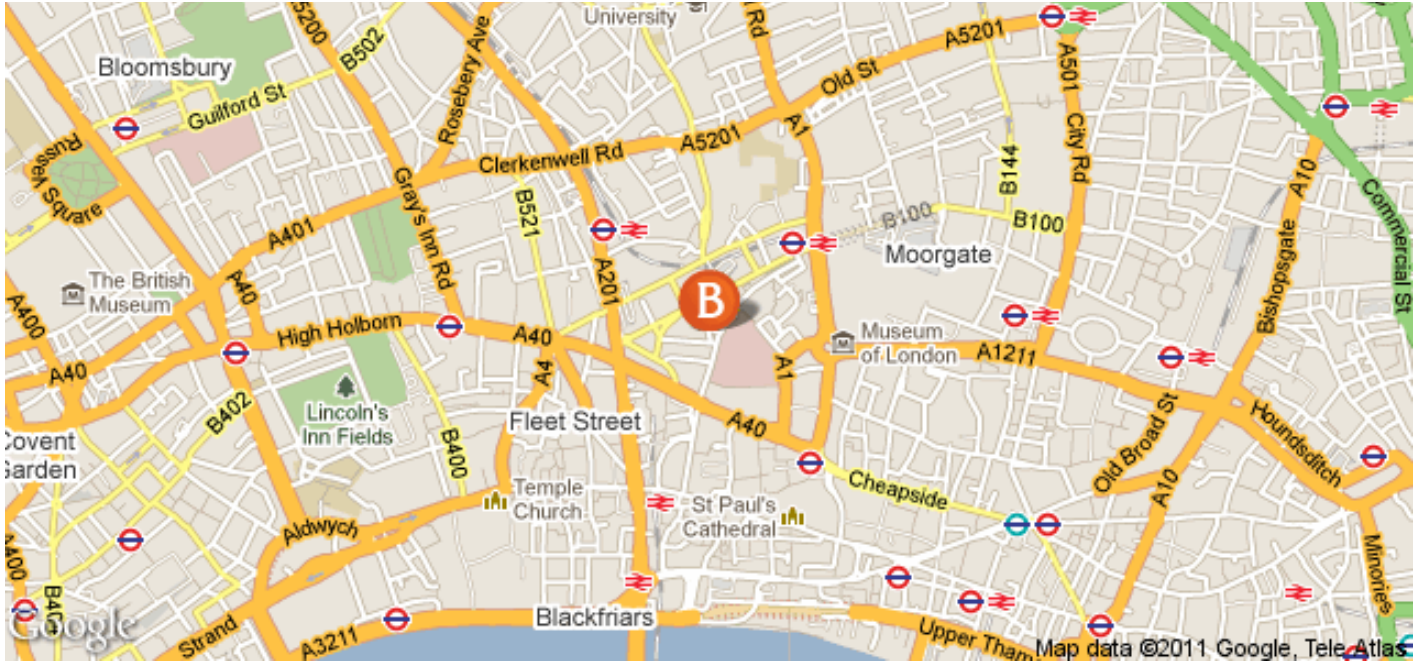 University
A5200
B502
Rosebery Ave
Rd
A5201
Old St
A501
City Rd
Bloomsbury
Guilford St
Russell Square
Clerkenwell Rd
A5201
A1
B144
A10
Commercial St
Gray's Inn Rd
B521
B100
B100
A401
The British
Museum
A40
A201
Moorgate
Bishopsgate
A400
B
High Holborn
A40
Museum
of London
A1211
A40
A4
A1
B402
Lincoln's
Inn Fields
Fleet Street
A40
Old Broad St
Houndsditch
Covent
Garden
B400
Temple
Church
St Paul's
Cathedral
Cheapside
A10
Aldwych
A400
Minories
Strand
A3211
Blackfriars
Google
Map data ©2011 Google, Tele Atlas